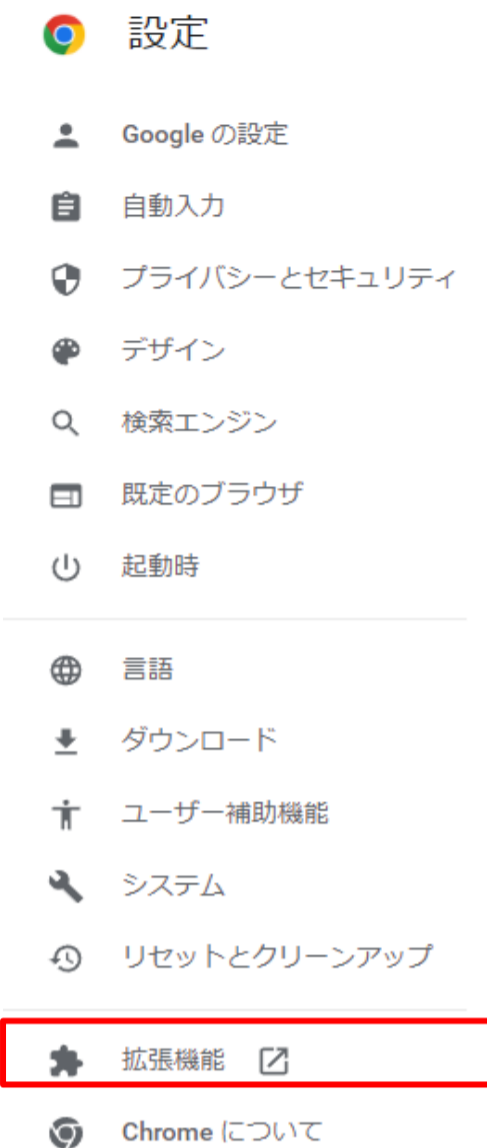 設定
Google の設定
自動入力
プライバシーとセキュリティ
デザイン
検索エンジン
既定のブラウザ
起動時
言語
ダウンロード
ユーザー補助機能
システム
リセットとクリーンアップ
拡張機能
Chrome について